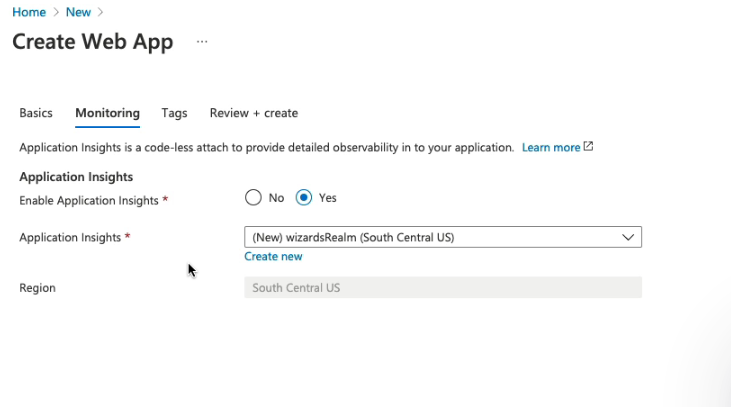 Home > New >
Create Web App ...
Basics Monitoring Tags Review + create
Application Insights is a code-less attach to provide detailed observability in to your application. Learn more
Application Insights
Enable Application Insights * No Yes
Application Insights * (New) wizardsRealm (South Central US)
Create new
Region South Central US